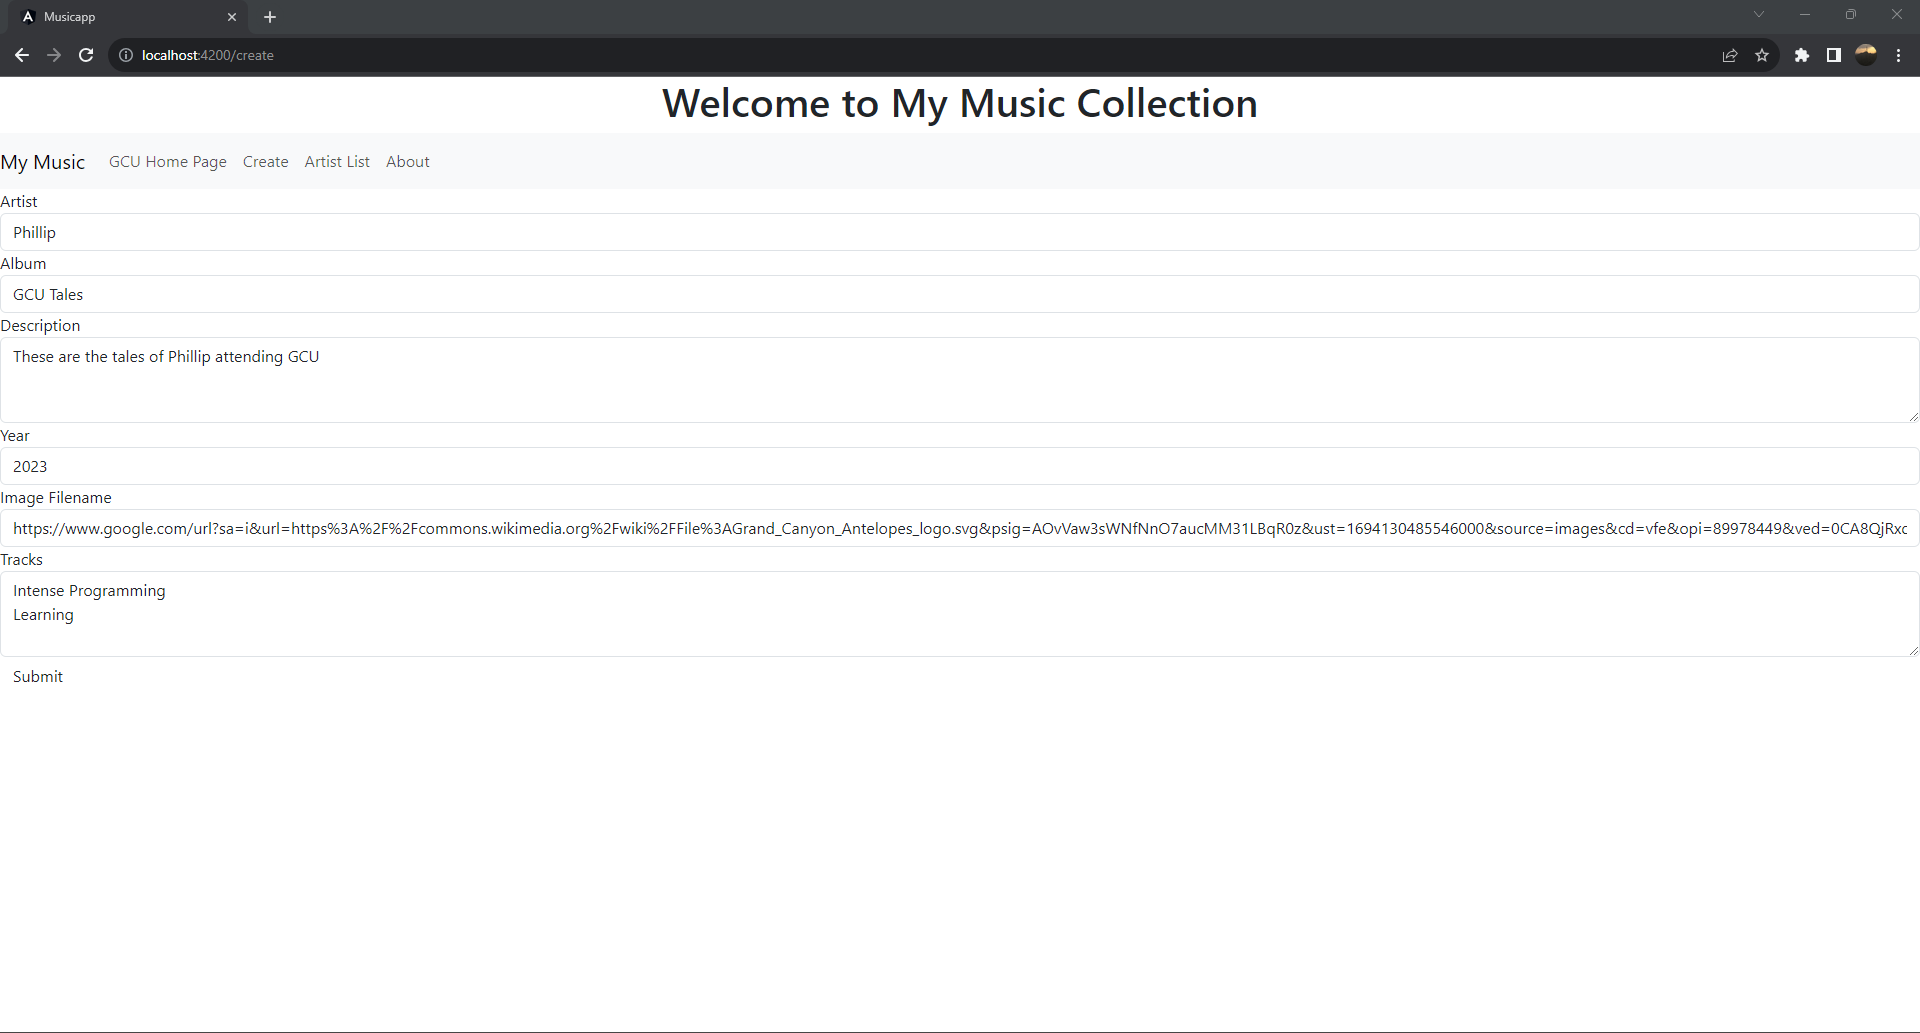 Musicapp
localhost:4200/create
Welcome to My Music Collection
My Music GCU Home Page Create Artist List About
Artist
Phillip
Album
GCU Tales
Description
These are the tales of Phillip attending GCU
Year
2023
Image Filename
https://www.google.com/url?sa=i&url=https%3A%2F%2Fcommons.wikimedia.org%2Fwiki%2FFile%3AGrand_Canyon_Antelopes_logo.svg&psig=AOvVaw3sWNfNnO7aucMM31LBqR0z&ust=1694130485546000&source=images&cd=vfe&opi=89978449&ved=0CA8QjRxc
Tracks
Intense Programming
Learning
Submit